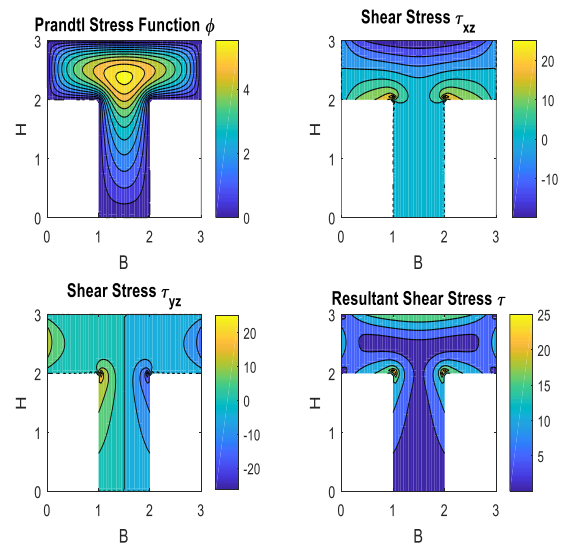 Prandtl Stress Function ϕ
3
2
1
0
H
0 1 2 3
B
4
2
0
Shear Stress τxz
3
2
1
0
H
0 1 2 3
B
20
10
0
-10
Shear Stress τyz
3
2
1
0
H
0 1 2 3
B
20
10
0
-10
-20
Resultant Shear Stress τ
3
2
1
0
H
0 1 2 3
B
25
20
15
10
5